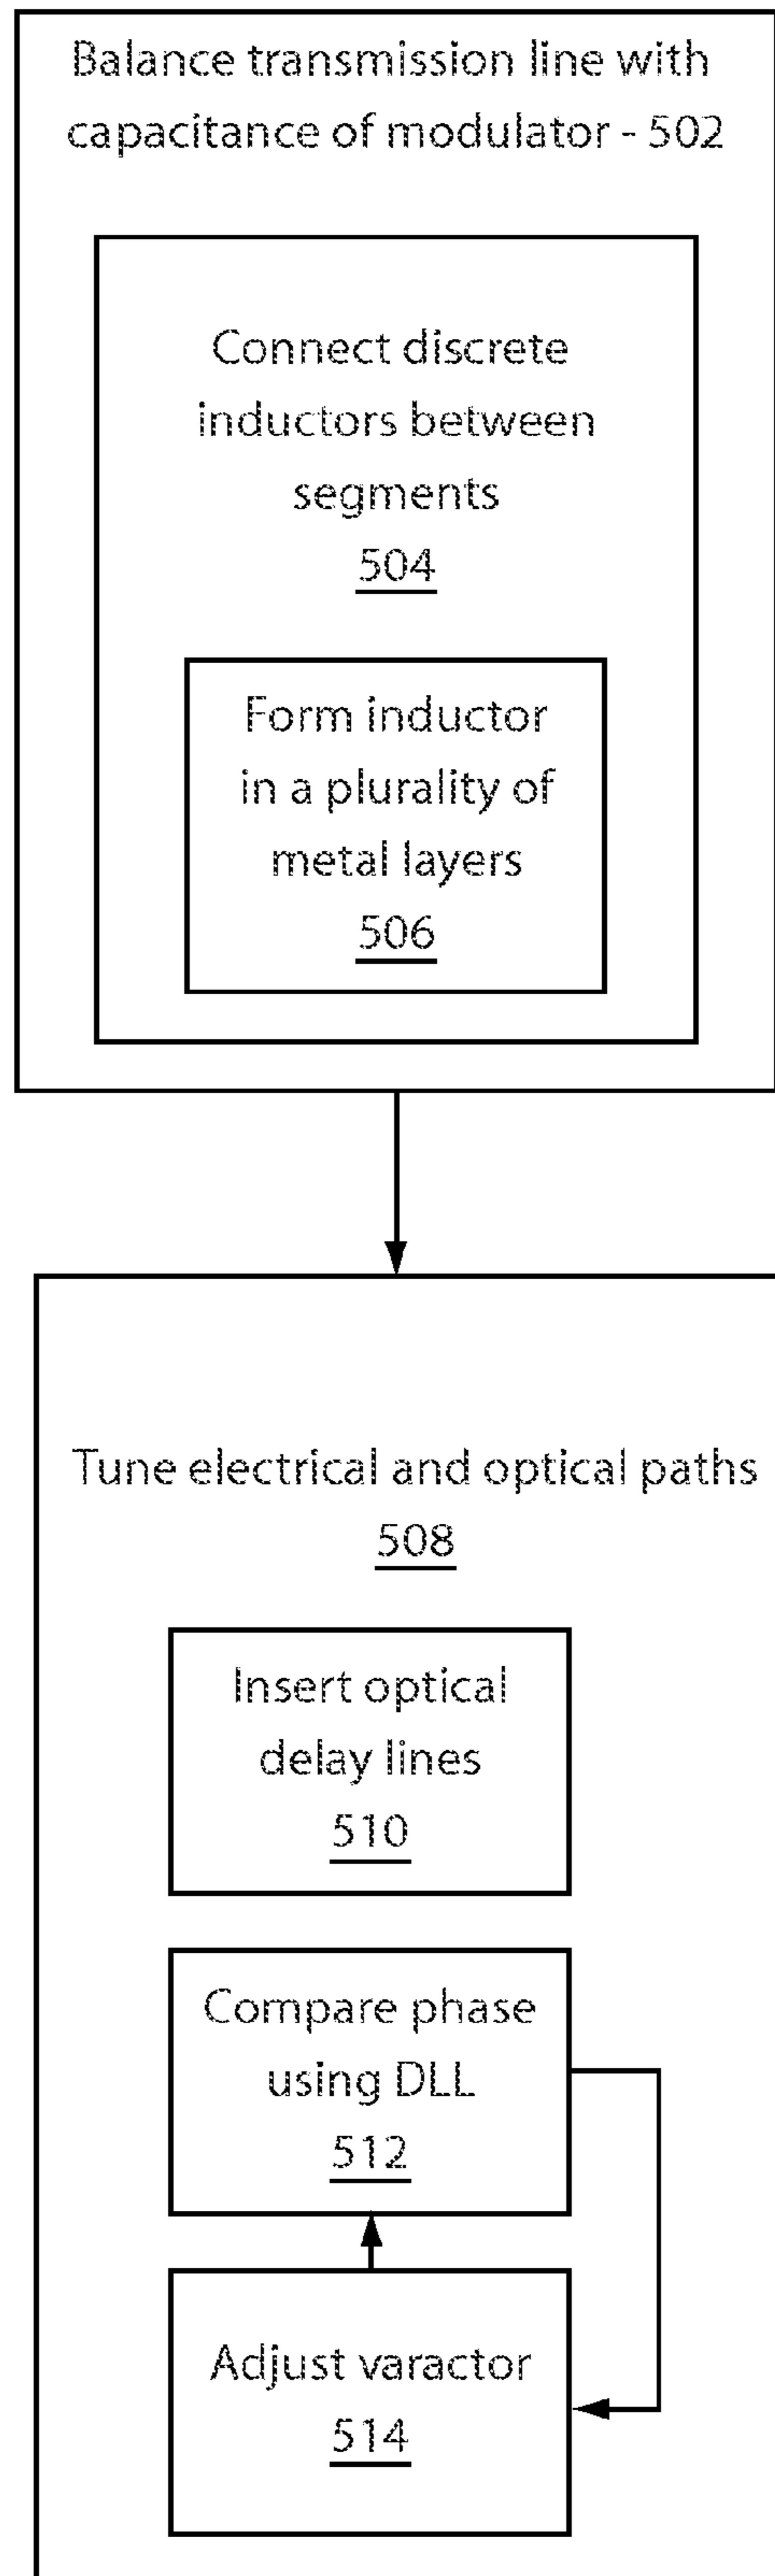 Balance transmission line with
capacitance of modulator - 502
Connect discrete
inductors between
segments
504
Form inductor
in a plurality of
metal layers
506
Tune electrical and optical paths
508
Insert optical
delay lines
510
Compare phase
using DLL
512
Adjust varactor
514